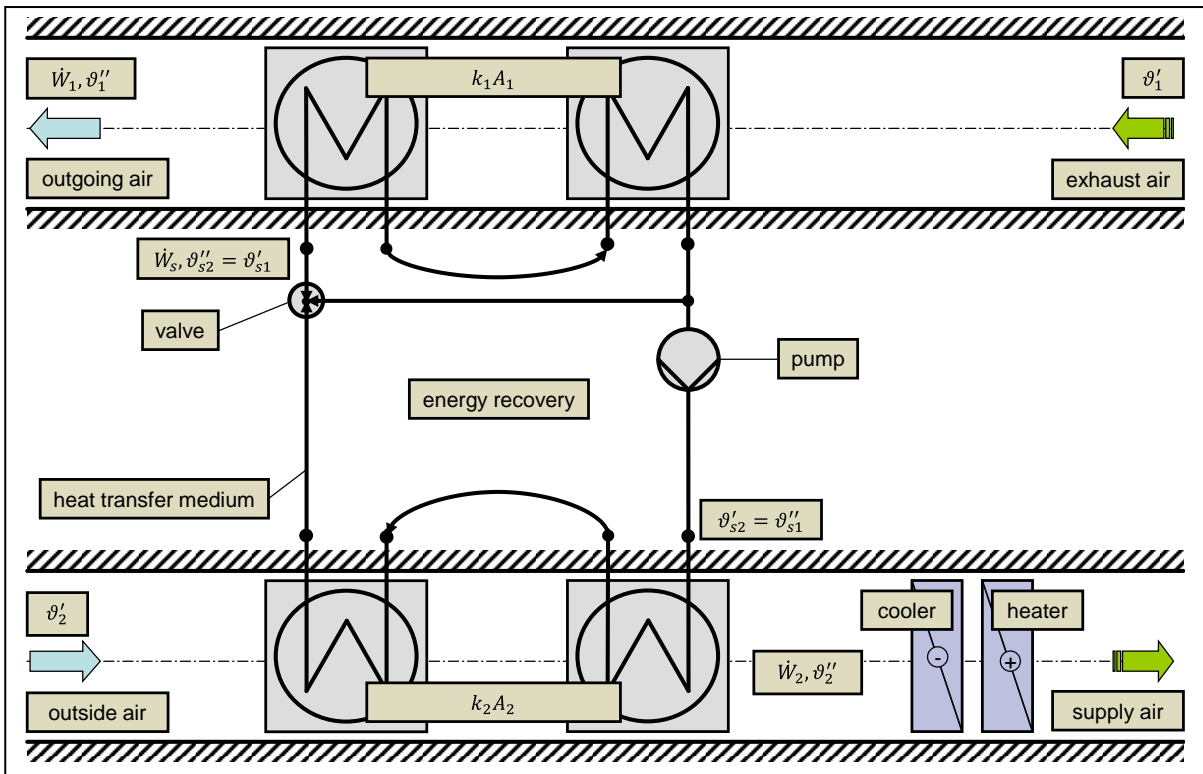 Ẇ₁, ϑ₁′′
k₁A₁
ϑ₁′
outgoing air
exhaust air
Ẇₛ, ϑₛ₂′′ = ϑₛ₁′
valve
pump
energy recovery
heat transfer medium
ϑₛ₂′ = ϑₛ₁′′
ϑ₂′
cooler
heater
-
+
Ẇ₂, ϑ₂′′
k₂A₂
outside air
supply air